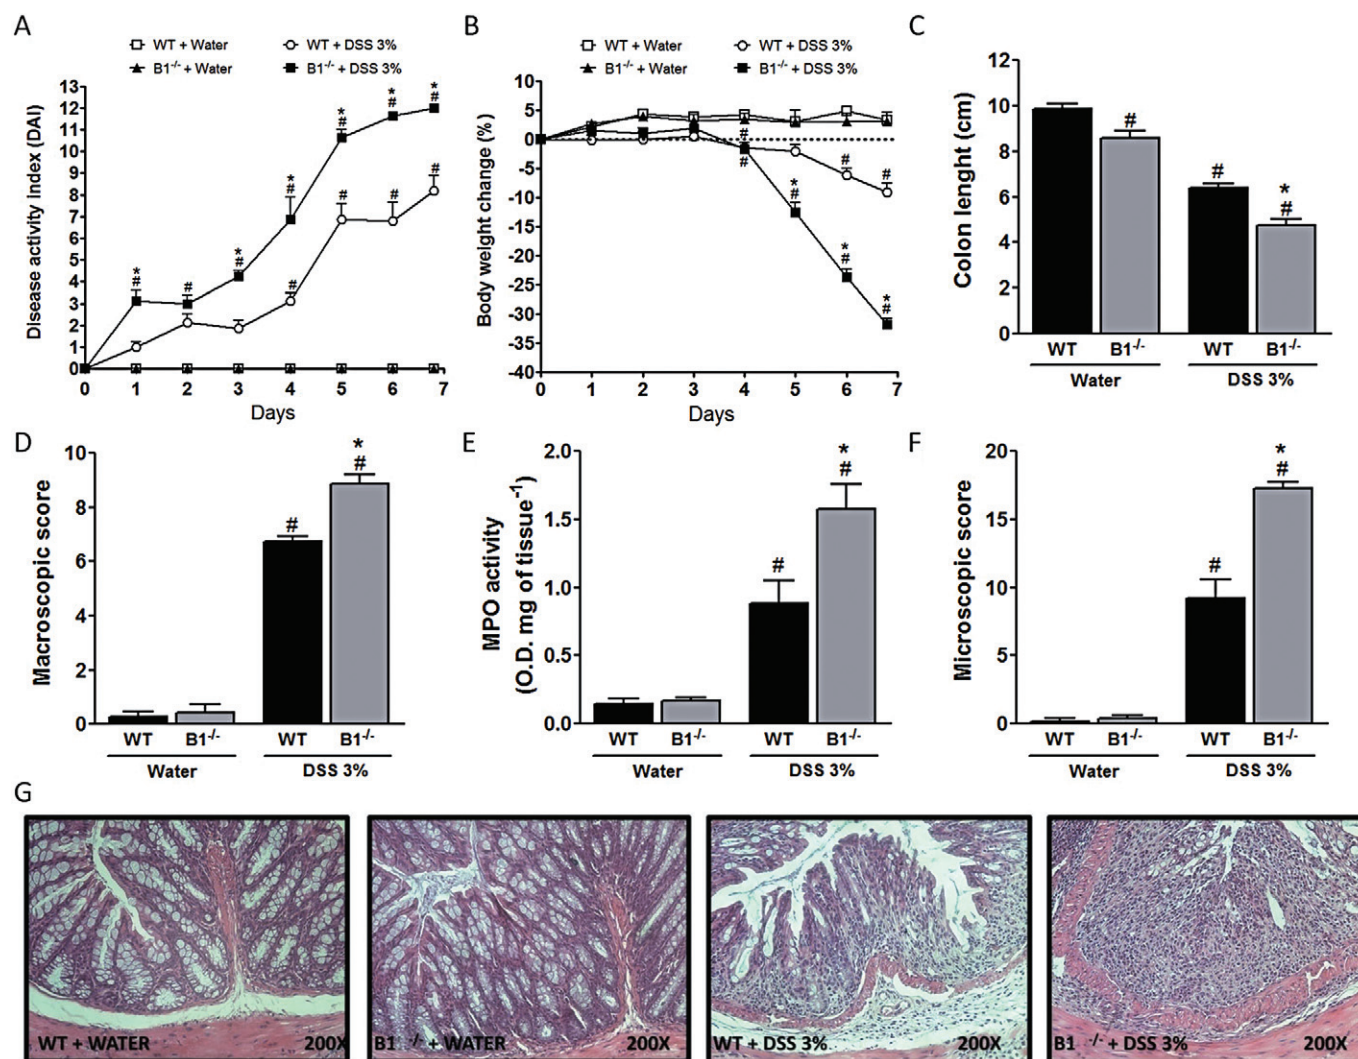 A
WT + Water
WT + DSS 3%
B1-/- + Water
B1-/- + DSS 3%
Disease activity index (DAI)
13
12
11
10
9
8
7
6
5
4
3
2
1
0
* # # * # * # * # * # * #
# # # #
0 1 2 3 4 5 6 7
Days
B
WT + Water
WT + DSS 3%
B1-/- + Water
B1-/- + DSS 3%
Body weight change (%)
10
5
0
-5
-10
-15
-20
-25
-30
-35
-40
# # # #
* # * # * #
0 1 2 3 4 5 6 7
Days
C
Colon lenght (cm)
12
10
8
6
4
2
0
# # * #
WT B1-/- WT B1-/-
Water DSS 3%
D
Macroscopic score
10
8
6
4
2
0
# * #
WT B1-/- WT B1-/-
Water DSS 3%
E
MPO activity
(O.D. mg of tissue-1)
2.0
1.5
1.0
0.5
0.0
# * #
WT B1-/- WT B1-/-
Water DSS 3%
F
Microscopic score
20
15
10
5
0
# * #
WT B1-/- WT B1-/-
Water DSS 3%
G
WT + WATER 200X
B1 -/- + WATER 200X
WT + DSS 3% 200X
B1 -/- + DSS 3% 200X